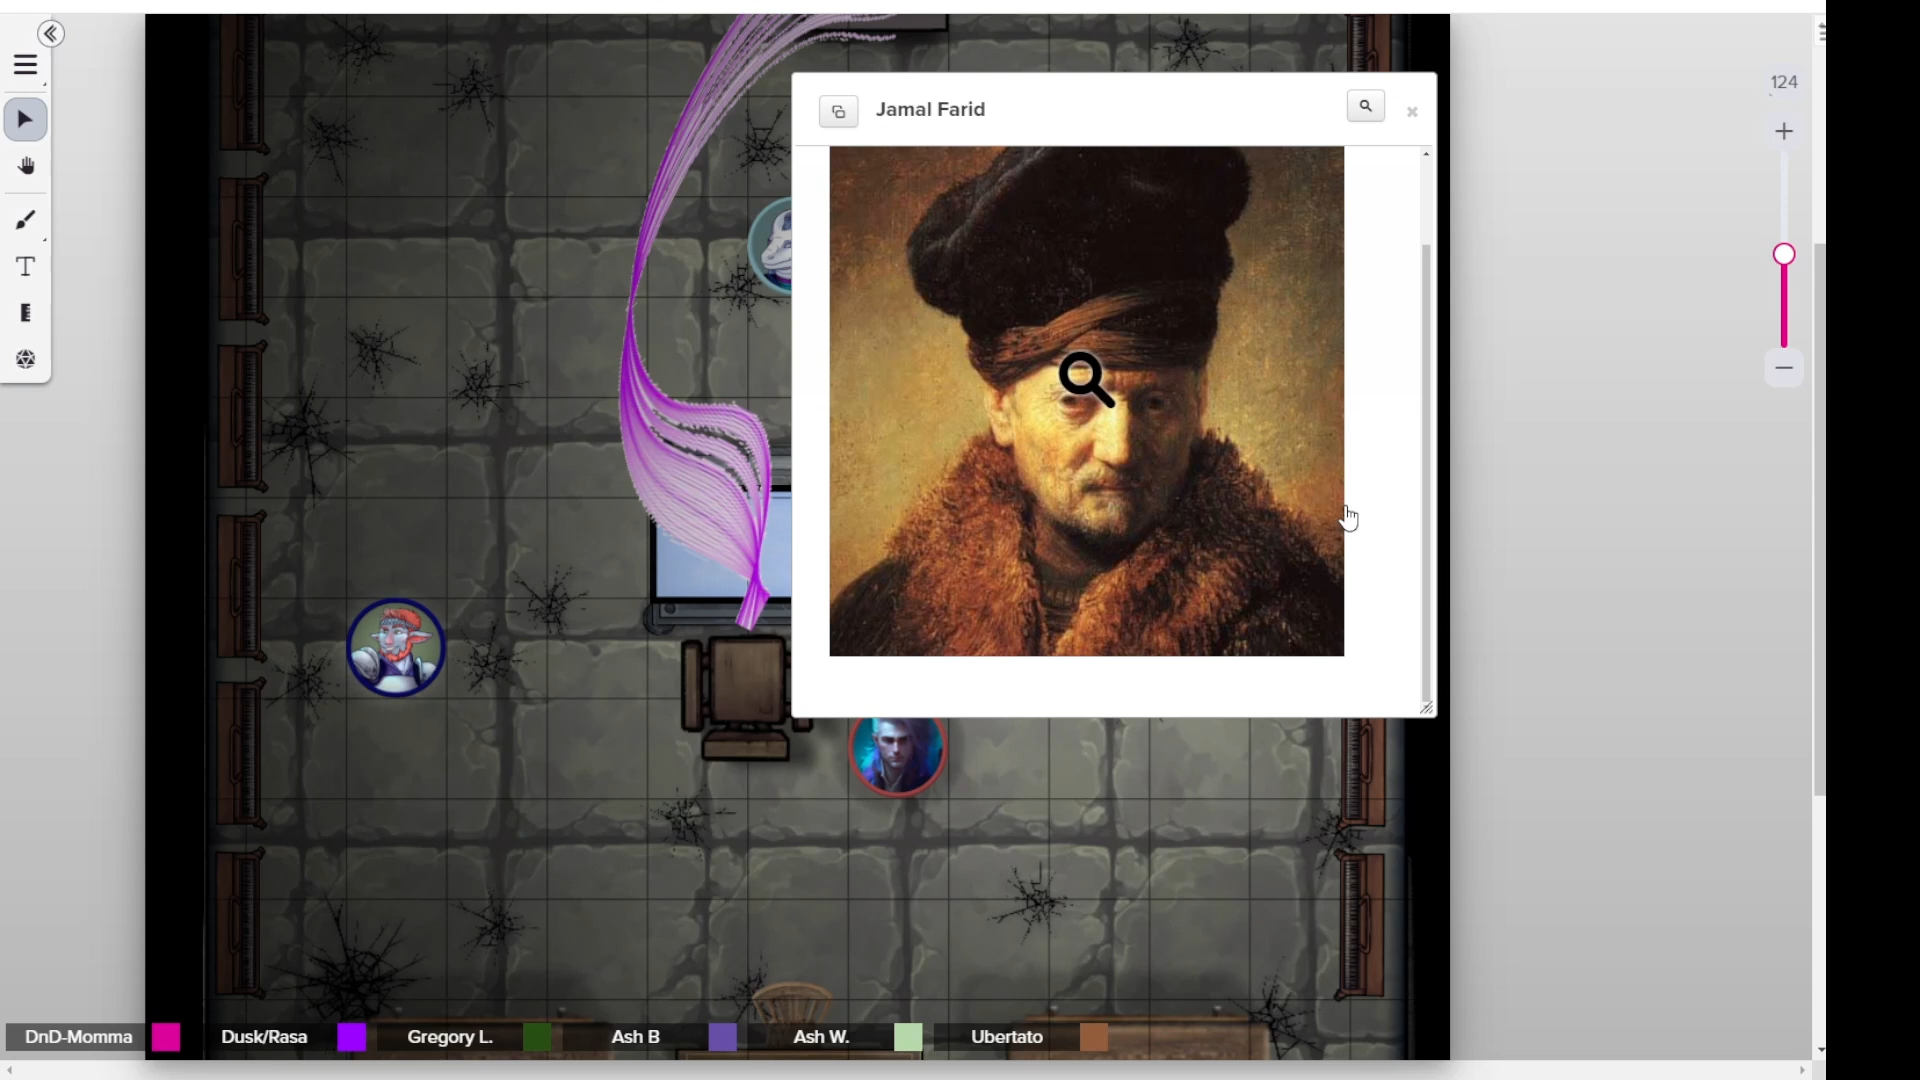 Jamal Farid
124
DnD-Momma
Dusk/Rasa
Gregory L.
Ash B
Ash W.
Ubertato